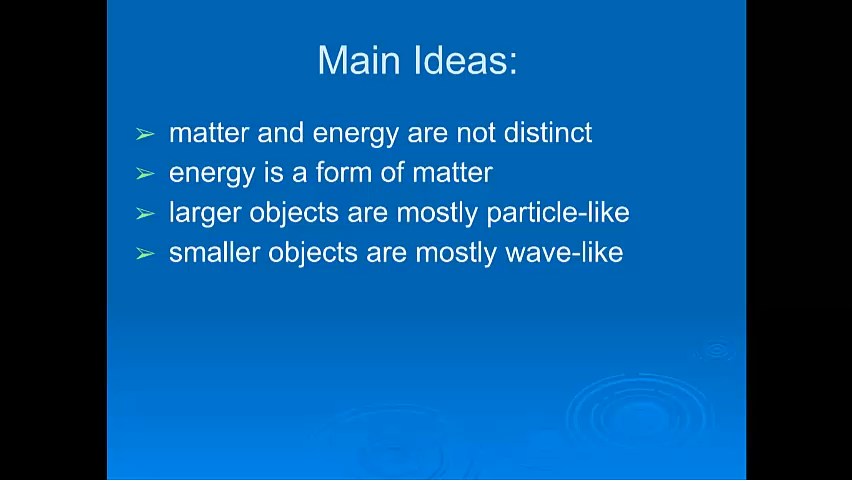 Main Ideas:
➢ matter and energy are not distinct
➢ energy is a form of matter
➢ larger objects are mostly particle-like
➢ smaller objects are mostly wave-like